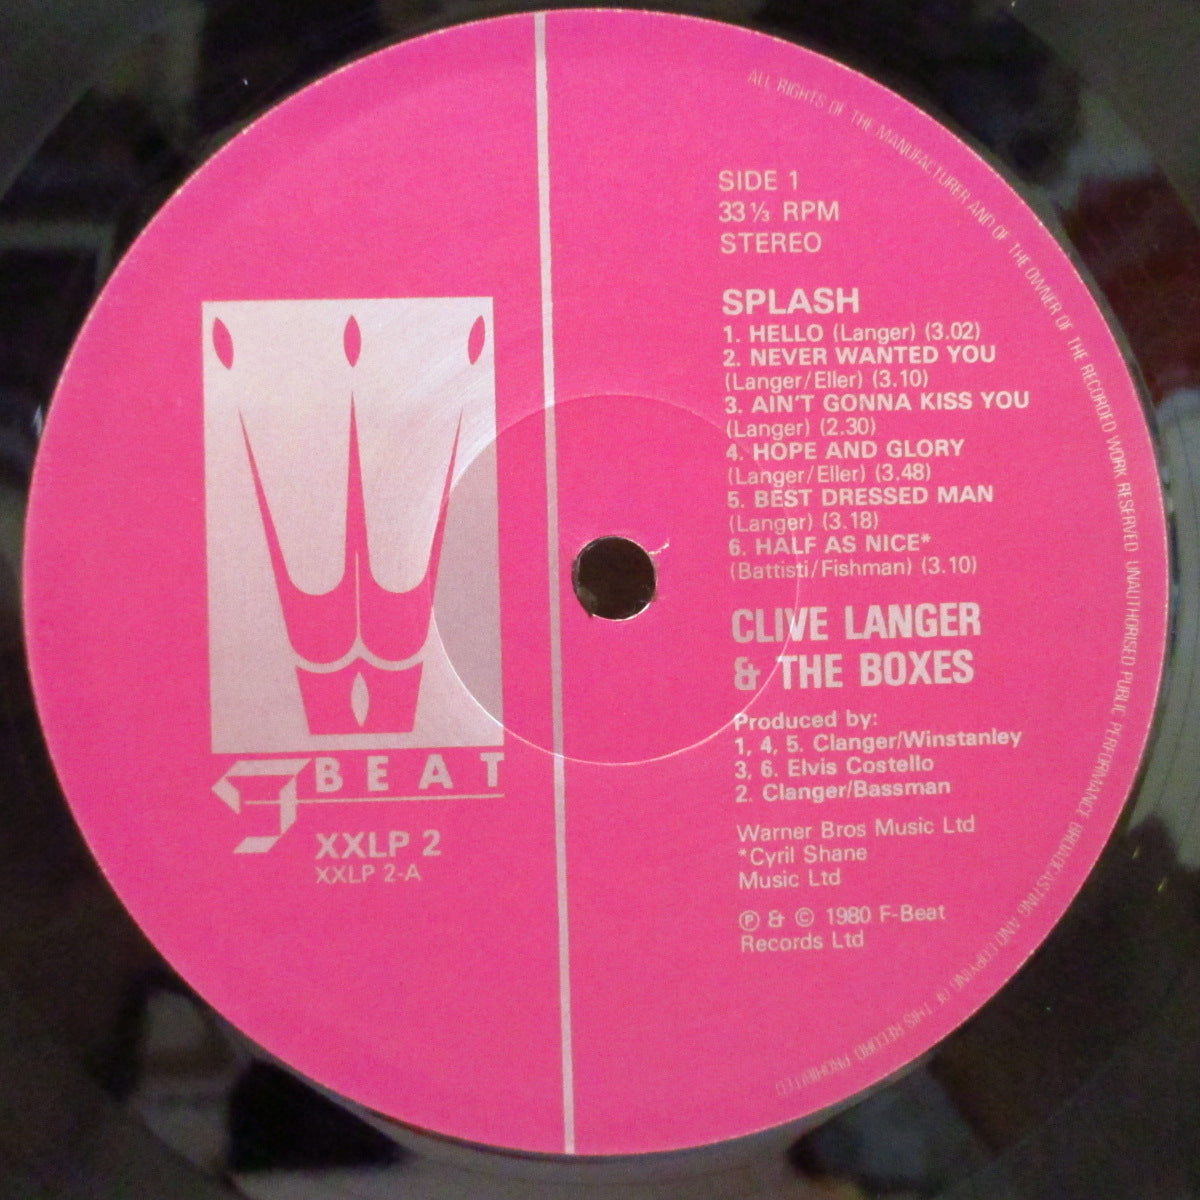 SIDE 1
33 ⅓ RPM
STEREO
SPLASH
1. HELLO (Langer) (3.02)
2. NEVER WANTED YOU
(Langer/Eller) (3.10)
3. AIN'T GONNA KISS YOU
(Langer) (2.30)
4. HOPE AND GLORY
(Langer/Eller) (3.48)
5. BEST DRESSED MAN
(Langer) (3.18)
6. HALF AS NICE*
(Battisti/Fishman) (3.10)
CLIVE LANGER
& THE BOXES
Produced by:
1, 4, 5. Clanger/Winstanley
3, 6. Elvis Costello
2. Clanger/Bassman
Warner Bros Music Ltd
*Cyril Shane
Music Ltd
℗ & © 1980 F-Beat
Records Ltd
F BEAT
XXLP 2
XXLP 2-A
ALL RIGHTS OF THE MANUFACTURER AND OF THE OWNER OF THE RECORDED WORK RESERVED UNAUTHORISED PUBLIC PERFORMANCE BROADCASTING AND COPYING OF THIS RECORD PROHIBITED